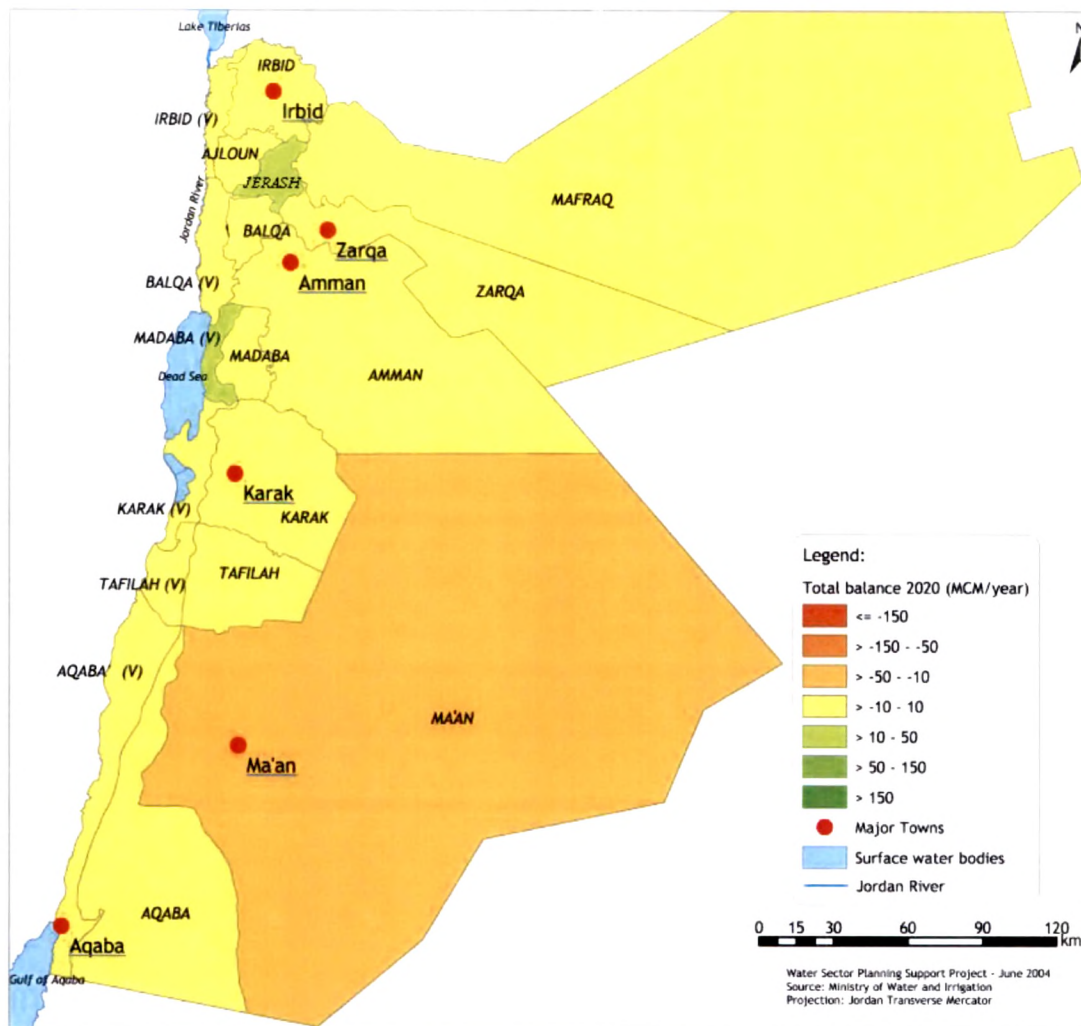 Lake Tiberias
N
IRBID
Irbid
IRBID (V)
AJLOUN
JERASH
Jordan River
MAFRAQ
BALQA
Zarqa
Amman
BALQA (V)
ZARQA
MADABA (V)
MADABA
Dead Sea
AMMAN
Karak
KARAK (V)
KARAK
TAFILAH
TAFILAH (V)
AQABA' (V)
MA'AN
Ma'an
AQABA
Aqaba
Gulf of Aqaba
Legend:
Total balance 2020 (MCM/year)
<= -150
> -150 - -50
> -50 - -10
> -10 - 10
> 10 - 50
> 50 - 150
> 150
Major Towns
Surface water bodies
Jordan River
0 15 30 60 90 120
km
Water Sector Planning Support Project - June 2004
Source: Ministry of Water and Irrigation
Projection: Jordan Transverse Mercator